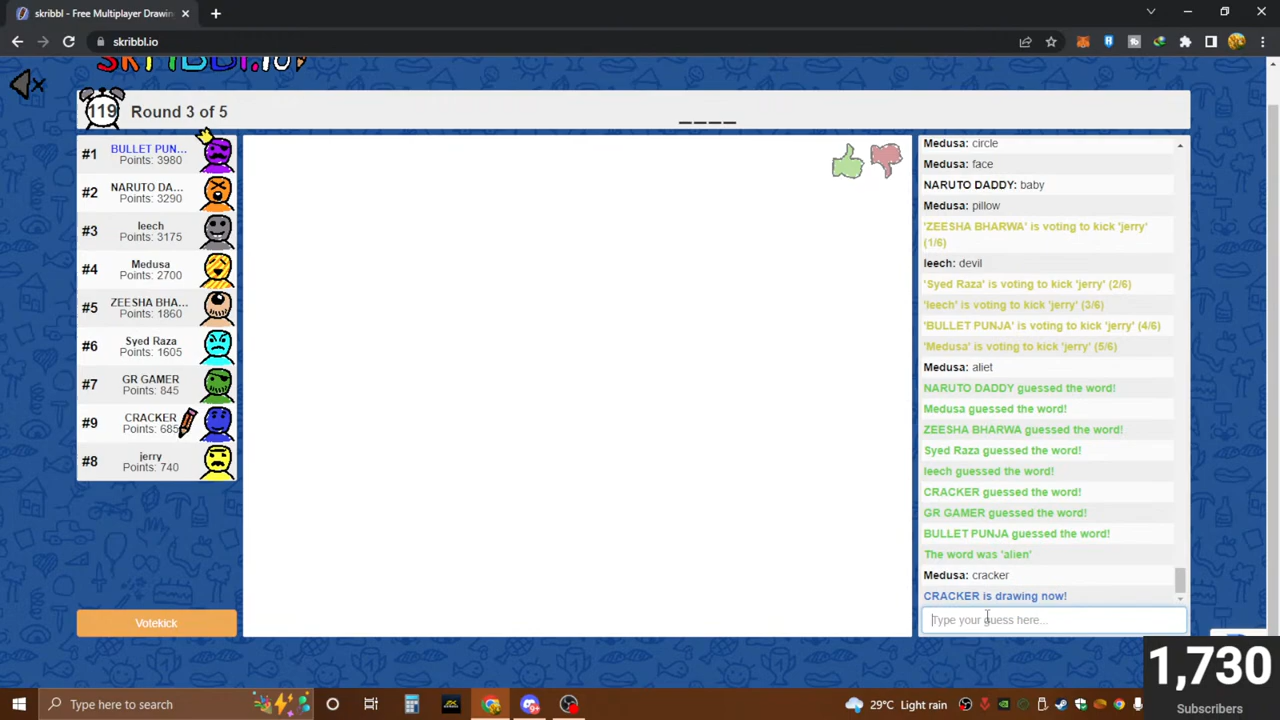 skribbl - Free Multiplayer Drawin
skribbl.io
skribbl.io
119
Round 3 of 5
____
#1
BULLET PUN...
Points: 3980
#2
NARUTO DA...
Points: 3290
#3
leech
Points: 3175
#4
Medusa
Points: 2700
#5
ZEESHA BHA...
Points: 1860
#6
Syed Raza
Points: 1605
#7
GR GAMER
Points: 845
#9
CRACKER
Points: 685
#8
jerry
Points: 740
Votekick
Medusa: circle
Medusa: face
NARUTO DADDY: baby
Medusa: pillow
'ZEESHA BHARWA' is voting to kick 'jerry'
(1/6)
leech: devil
'Syed Raza' is voting to kick 'jerry' (2/6)
'leech' is voting to kick 'jerry' (3/6)
'BULLET PUNJA' is voting to kick 'jerry' (4/6)
'Medusa' is voting to kick 'jerry' (5/6)
Medusa: aliet
NARUTO DADDY guessed the word!
Medusa guessed the word!
ZEESHA BHARWA guessed the word!
Syed Raza guessed the word!
leech guessed the word!
CRACKER guessed the word!
GR GAMER guessed the word!
BULLET PUNJA guessed the word!
The word was 'alien'
Medusa: cracker
CRACKER is drawing now!
Type your guess here...
1,730
Subscribers
Type here to search
29°C Light rain